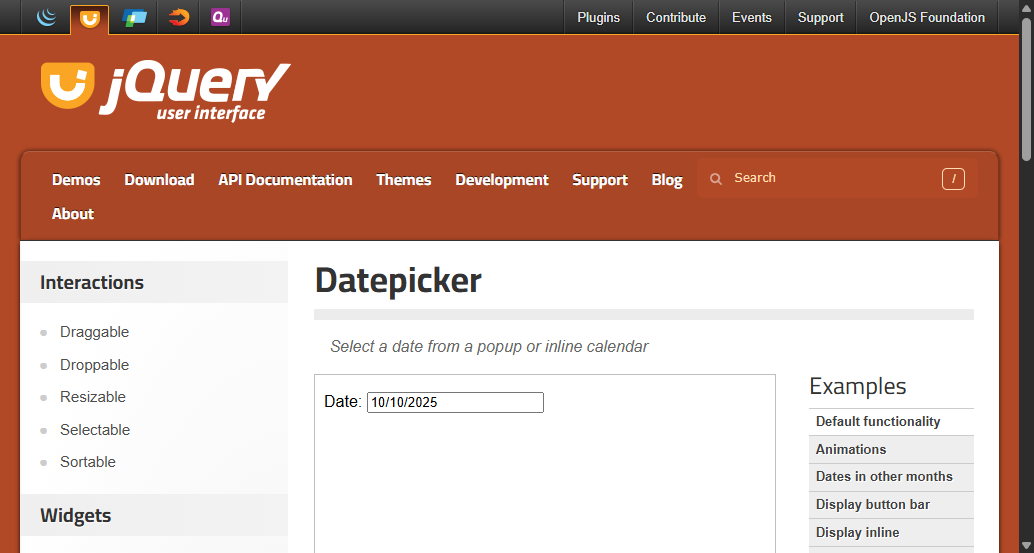 Qu
Plugins
Contribute
Events
Support
OpenJS Foundation
jQuery
user interface
Demos
Download
API Documentation
Themes
Development
Support
Blog
Search
/
About
Interactions
Draggable
Droppable
Resizable
Selectable
Sortable
Widgets
Datepicker
Select a date from a popup or inline calendar
Date: 10/10/2025
Examples
Default functionality
Animations
Dates in other months
Display button bar
Display inline